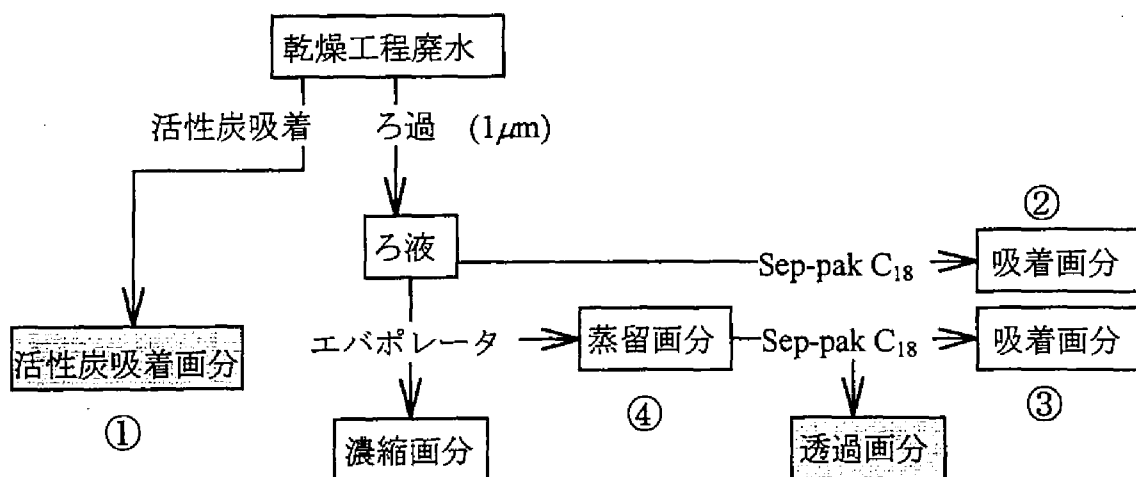 乾燥工程廃水
活性炭吸着 ろ過 (1μm)
ろ液
Sep-pak C₁₈
②
吸着画分
活性炭吸着画分
①
エバポレータ
蒸留画分
④
Sep-pak C₁₈
吸着画分
③
濃縮画分
透過画分